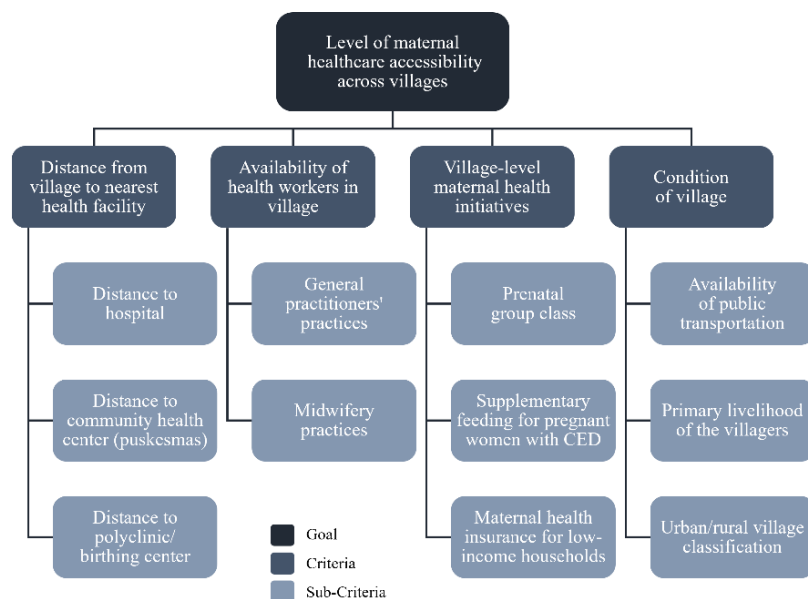 Level of maternal
healthcare accessibility
across villages
Distance from
village to nearest
health facility
Availability of
health workers in
village
Village-level
maternal health
initiatives
Condition
of village
Distance to
hospital
General
practitioners'
practices
Prenatal
group class
Availability
of public
transportation
Distance to
community health
center (puskesmas)
Midwifery
practices
Supplementary
feeding for pregnant
women with CED
Primary livelihood
of the villagers
Distance to
polyclinic/
birthing center
Maternal health
insurance for low-
income households
Urban/rural village
classification
Goal
Criteria
Sub-Criteria